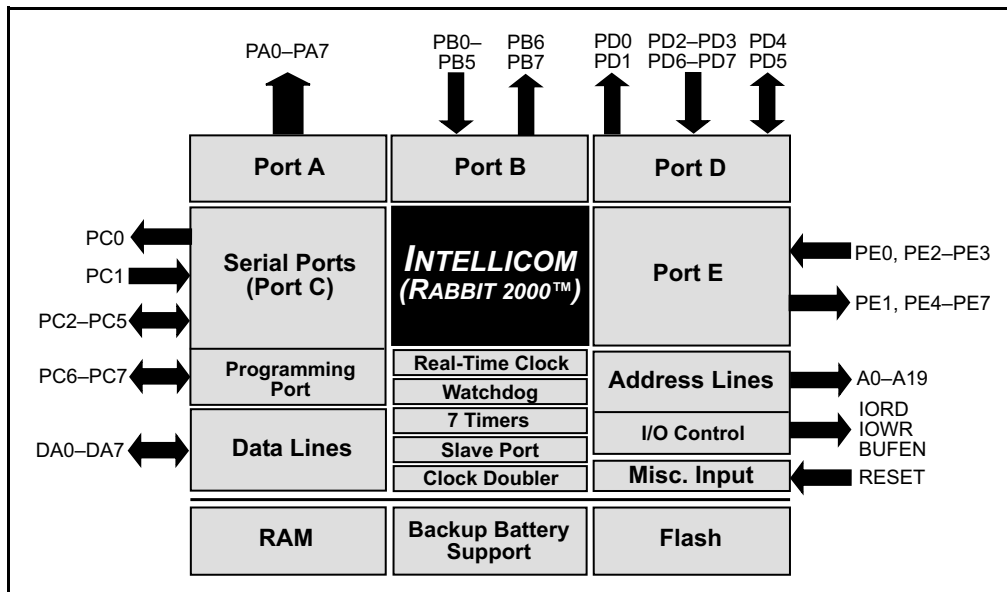 PA0–PA7
PB0–
PB5
PB6
PB7
PD0
PD1
PD2–PD3
PD6–PD7
PD4
PD5
Port A
Port B
Port D
PC0
PC1
PC2–PC5
PC6–PC7
DA0–DA7
Serial Ports
(Port C)
Programming
Port
Data Lines
INTELLICOM
(RABBIT 2000™)
Real-Time Clock
Watchdog
7 Timers
Slave Port
Clock Doubler
Port E
Address Lines
I/O Control
Misc. Input
PE0, PE2–PE3
PE1, PE4–PE7
A0–A19
IORD
IOWR
BUFEN
RESET
RAM
Backup Battery
Support
Flash